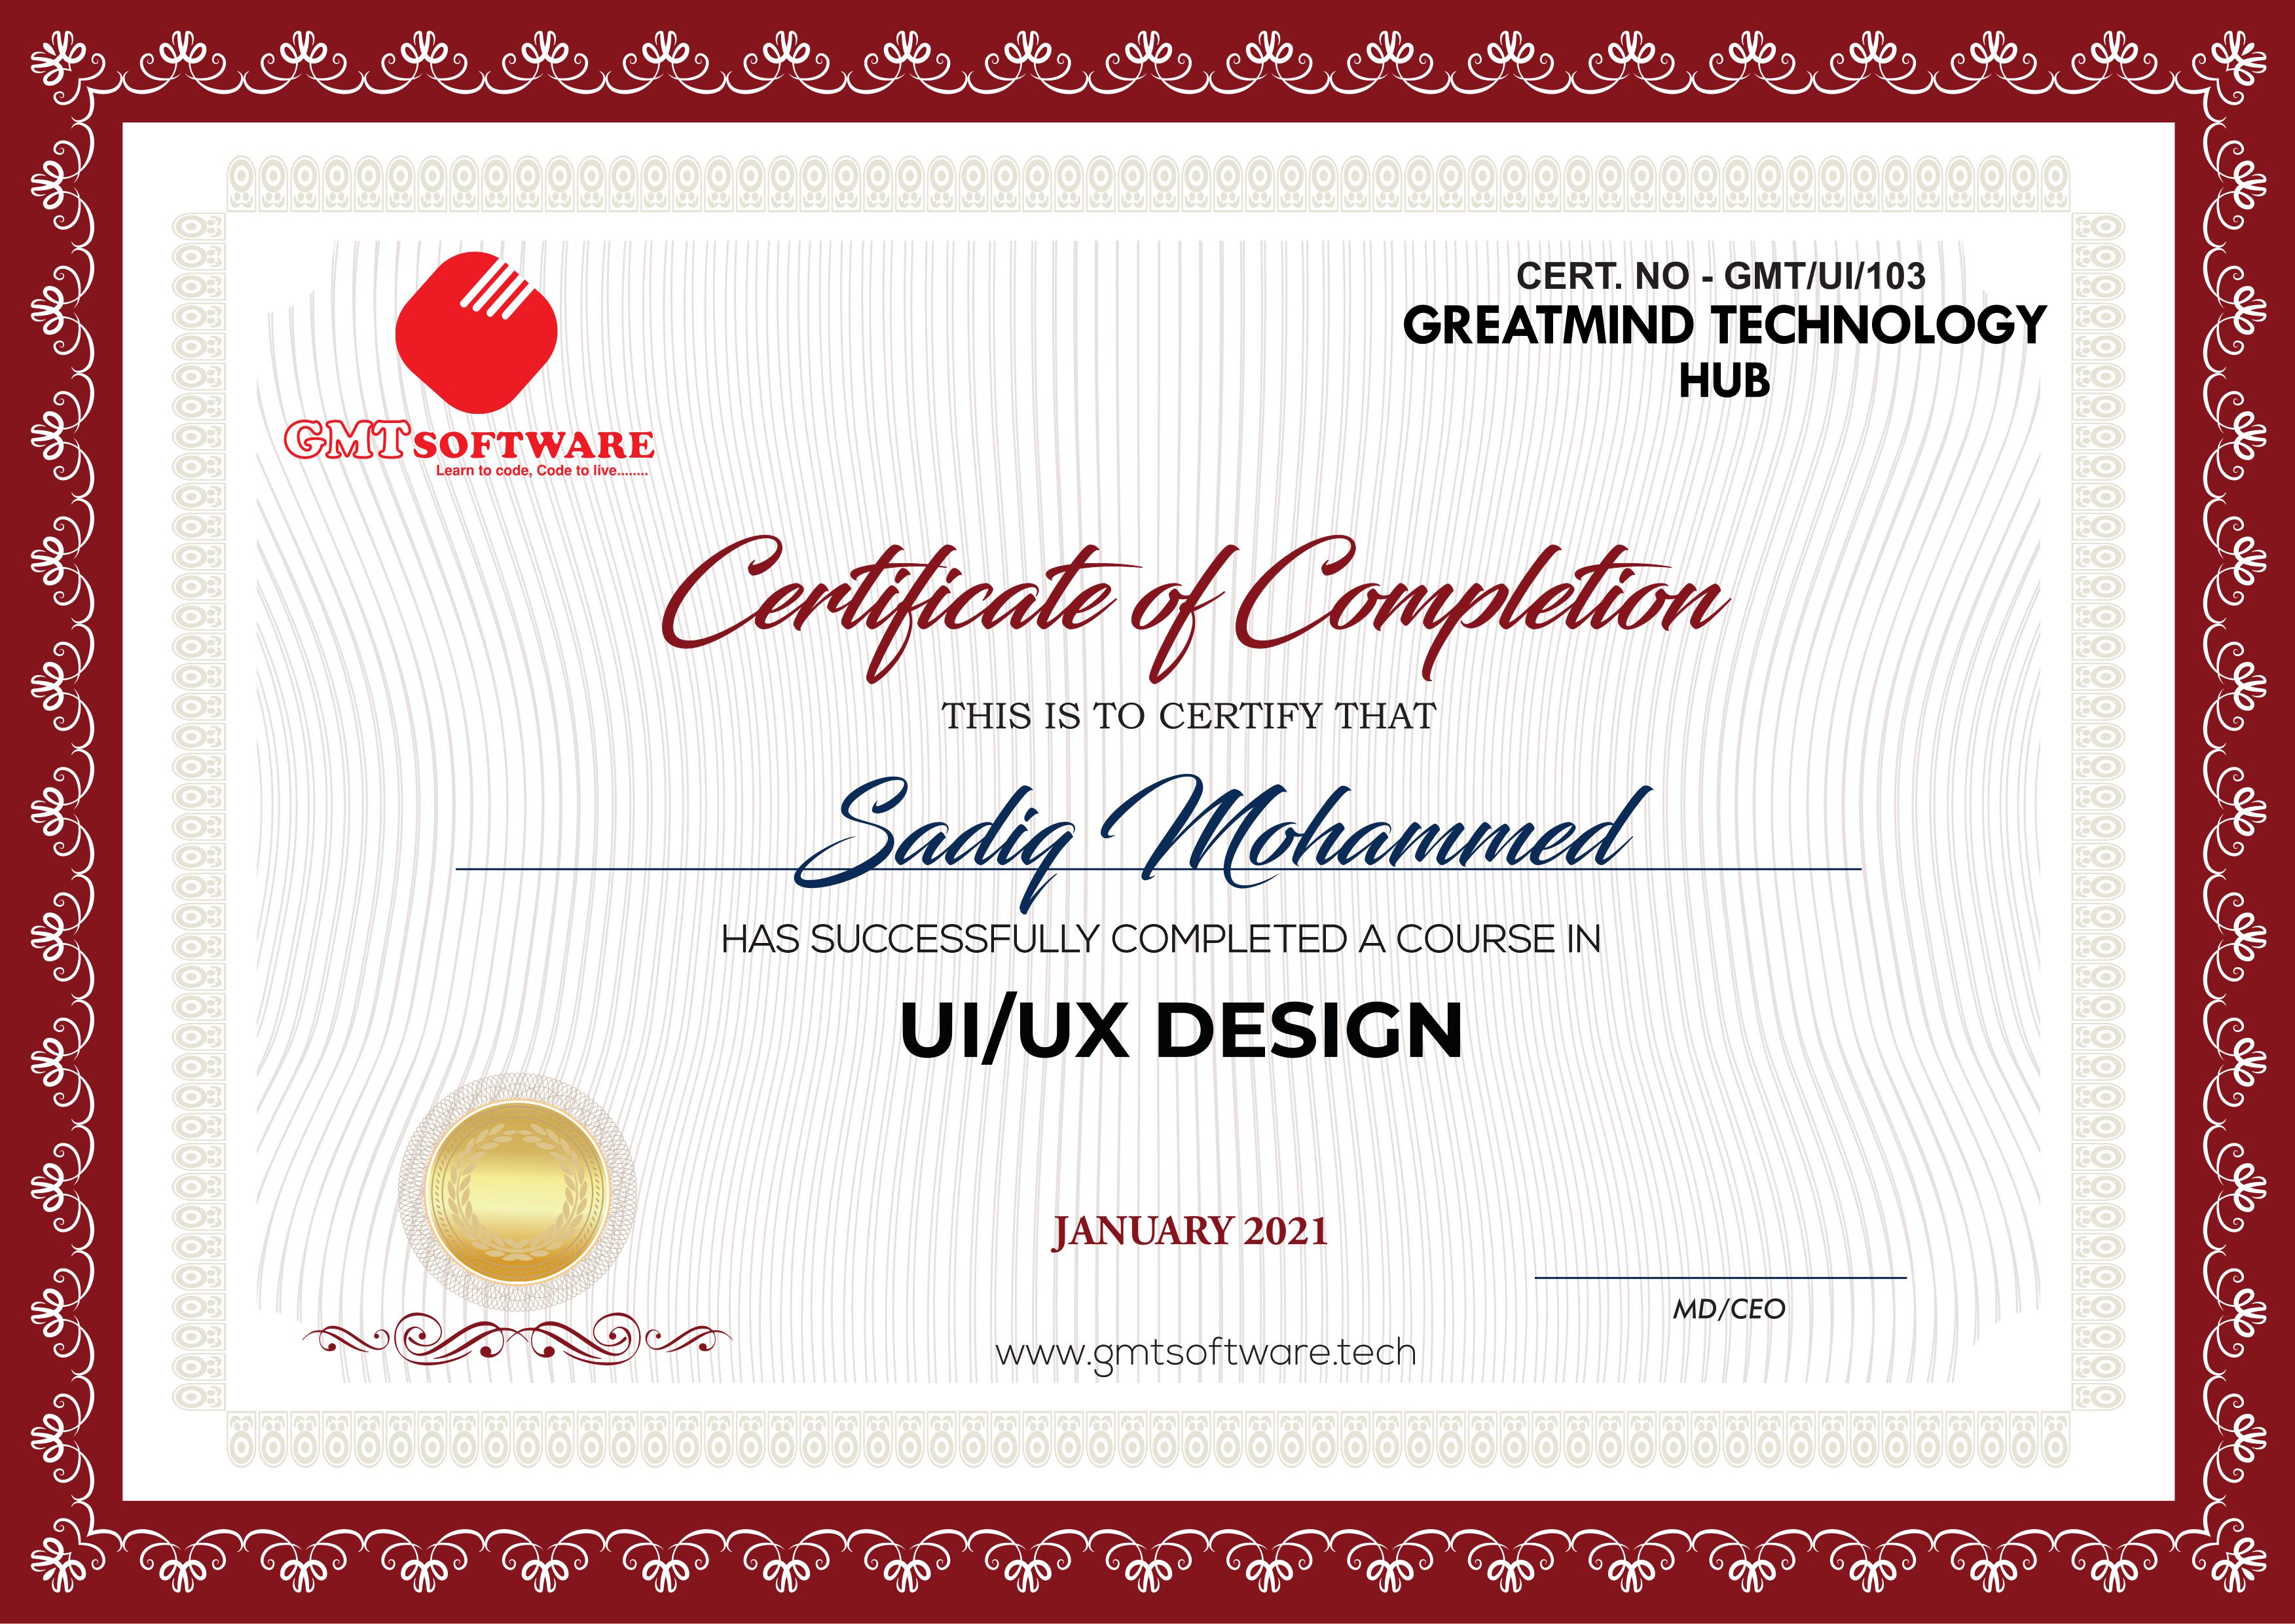 CERT. NO - GMT/UI/103
GREATMIND TECHNOLOGY
HUB
GMT SOFTWARE
Learn to code, Code to live........
Certificate of Completion
THIS IS TO CERTIFY THAT
Sadiq Mohammed
HAS SUCCESSFULLY COMPLETED A COURSE IN
UI/UX DESIGN
JANUARY 2021
MD/CEO
www.gmtsoftware.tech